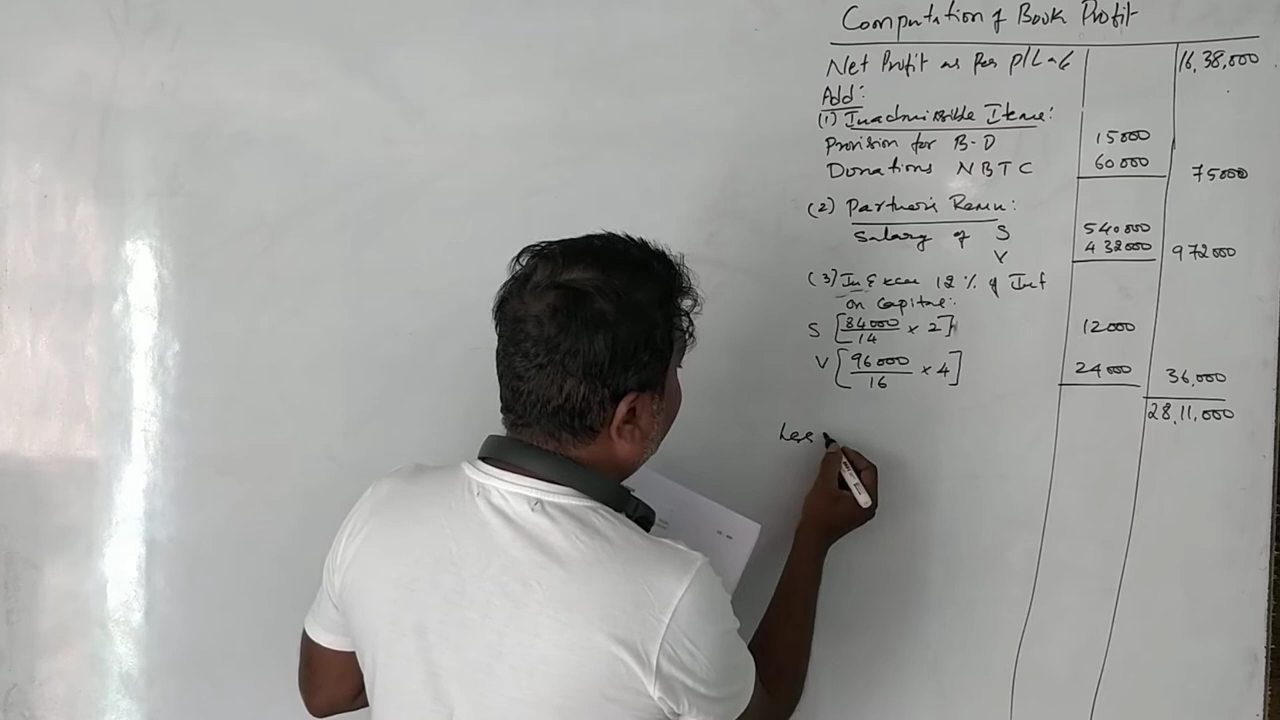 Computation of Book Profit
Net Profit as Per P/L a/c 16,38,000
Add:
(1) Inadmissible Items:
Provision for B-D 15000
Donations NBTC 60000 75000
(2) Partner's Remu:
Salary of S 540000
V 432000 972000
(3) In Excess 12% of Int
on Capital:
S [84000/14 × 2] 12000
V [96000/16 × 4] 24000 36,000
28,11,000
Less